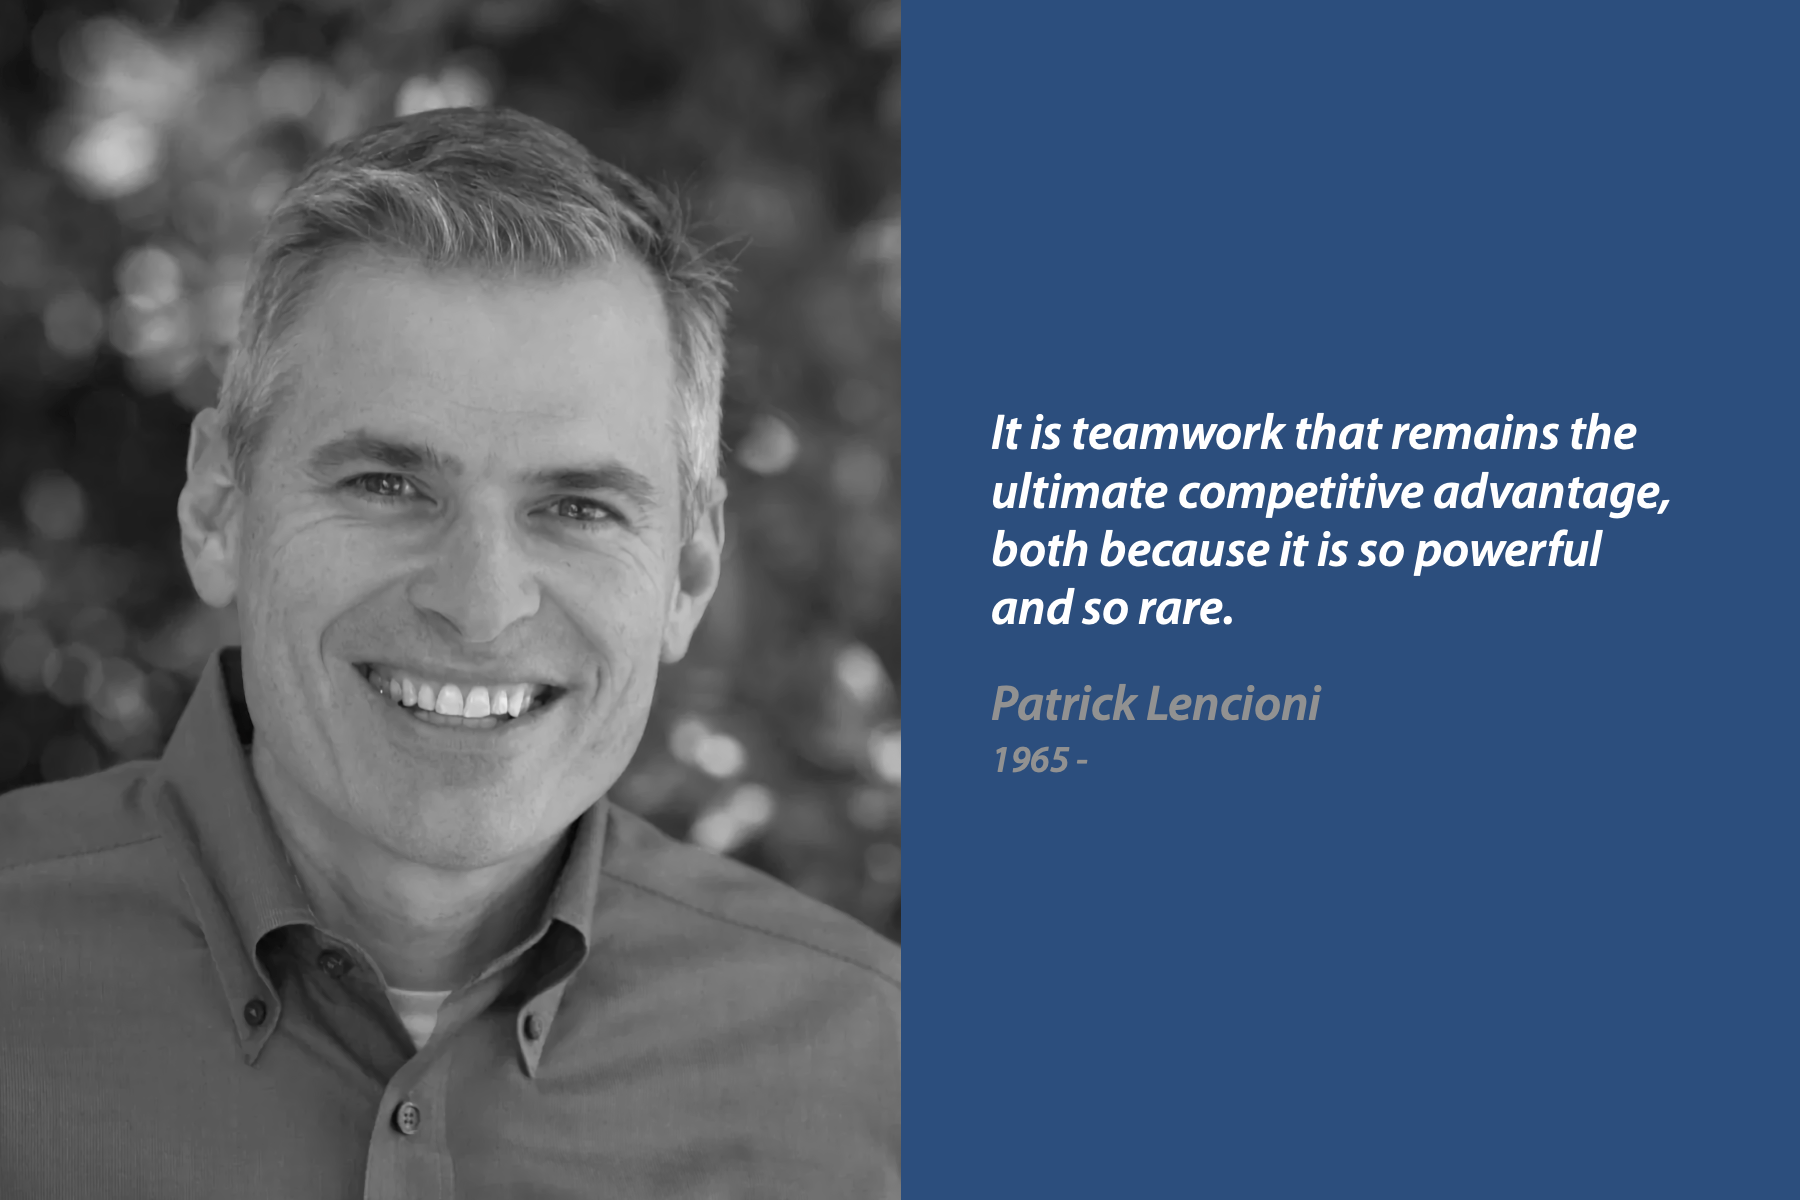 It is teamwork that remains the
ultimate competitive advantage,
both because it is so powerful
and so rare.
Patrick Lencioni
1965 -